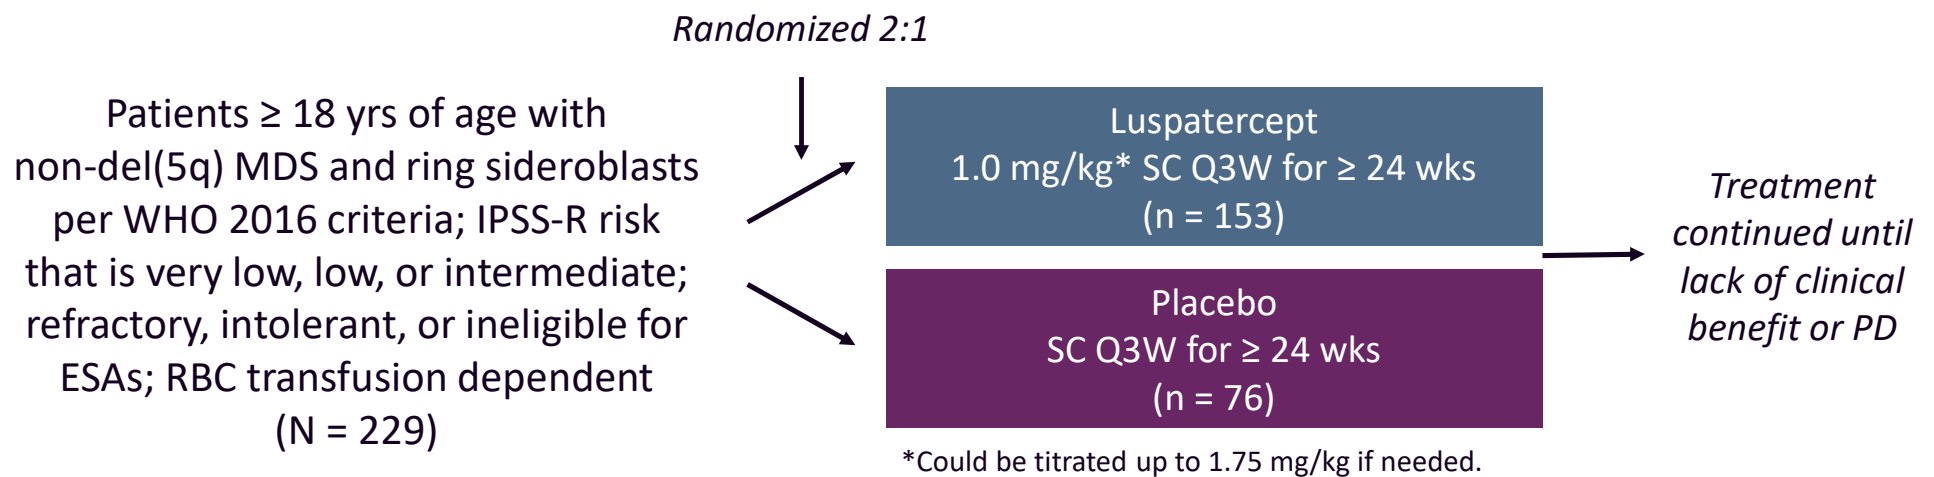 Randomized 2:1
Patients ≥ 18 yrs of age with
non-del(5q) MDS and ring sideroblasts
per WHO 2016 criteria; IPSS-R risk
that is very low, low, or intermediate;
refractory, intolerant, or ineligible for
ESAs; RBC transfusion dependent
(N = 229)
Luspatercept
1.0 mg/kg* SC Q3W for ≥ 24 wks
(n = 153)
Placebo
SC Q3W for ≥ 24 wks
(n = 76)
*Could be titrated up to 1.75 mg/kg if needed.
Treatment
continued until
lack of clinical
benefit or PD